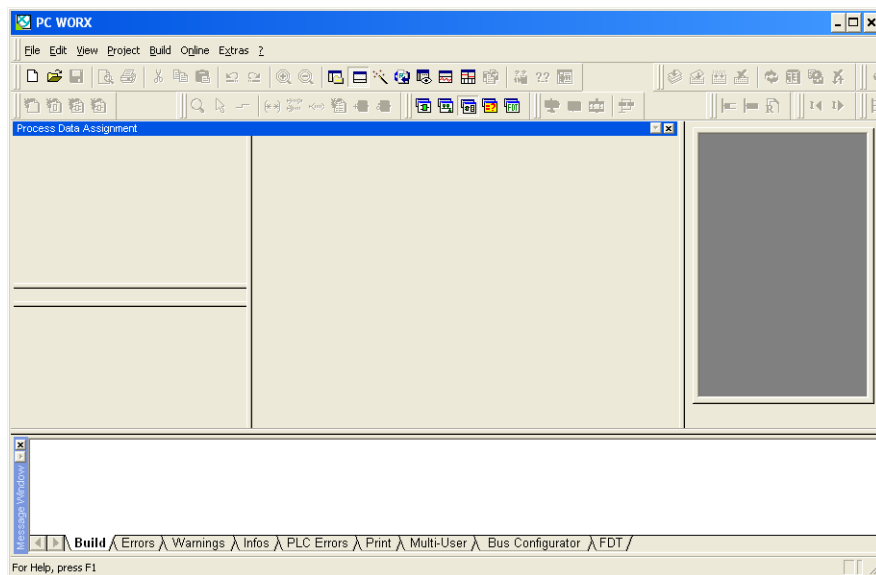 PC WORX
File Edit View Project Build Online Extras ?
Process Data Assignment
Message Window
Build Errors Warnings Infos PLC Errors Print Multi-User Bus Configurator FDT
For Help, press F1